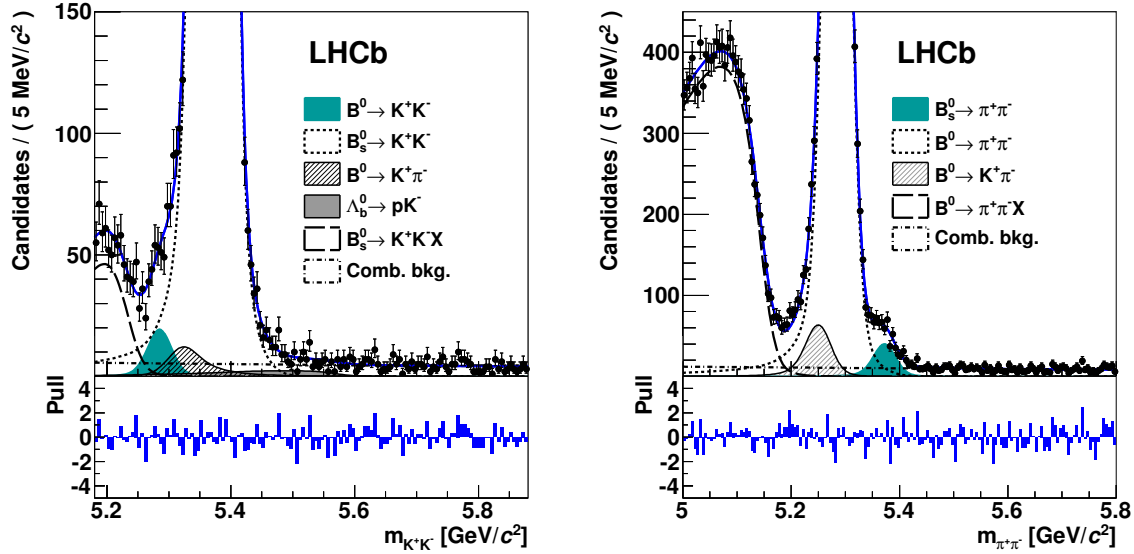 Candidates / ( 5 MeV/c² )
150
100
50
LHCb
B⁰→ K⁺K⁻
B⁰ₛ→ K⁺K⁻
B⁰→ K⁺π⁻
Λ⁰_b→ pK⁻
B⁰ₛ→ K⁺K⁻X
Comb. bkg.
Pull
4
2
0
-2
-4
5.2
5.4
5.6
5.8
m_K⁺K⁻ [GeV/c²]
Candidates / ( 5 MeV/c² )
400
300
200
100
LHCb
B⁰ₛ→ π⁺π⁻
B⁰→ π⁺π⁻
B⁰→ K⁺π⁻
B⁰→ π⁺π⁻X
Comb. bkg.
Pull
4
2
0
-2
-4
5
5.2
5.4
5.6
5.8
m_π⁺π⁻ [GeV/c²]